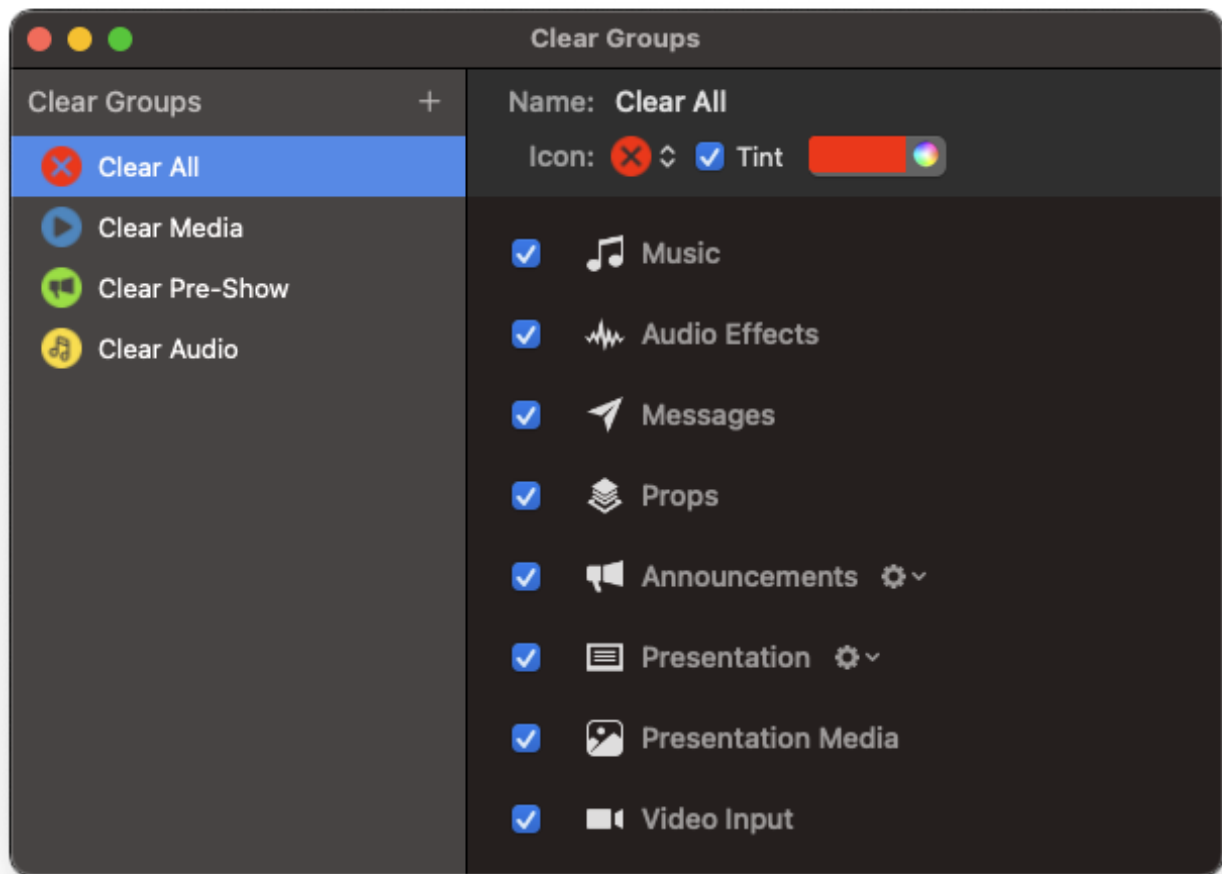 Clear Groups
Clear Groups
Clear All
Clear Media
Clear Pre-Show
Clear Audio
Name: Clear All
Icon: Tint
Music
Audio Effects
Messages
Props
Announcements
Presentation
Presentation Media
Video Input